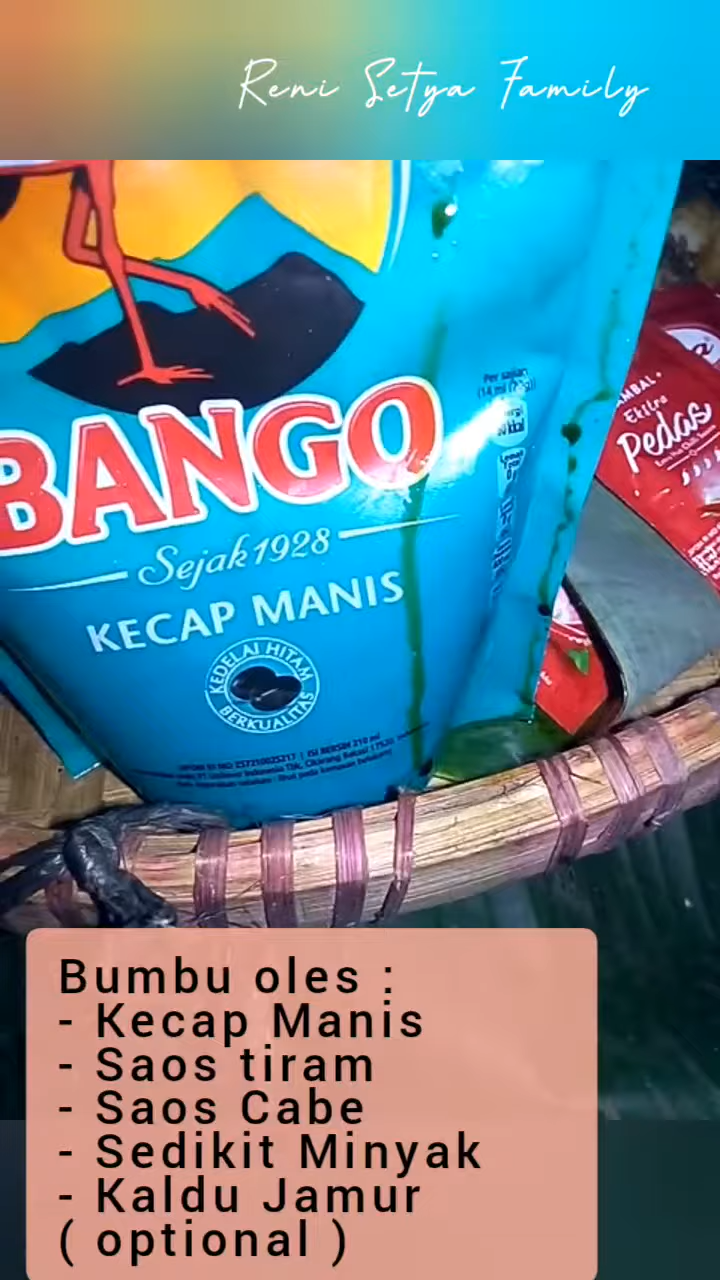 Reni Setya Family
BANGO
Sejak 1928
KECAP MANIS
KEDELAI HITAM
BERKUALITAS
Per sajian
Ekstra
Pedas
Bumbu oles :
- Kecap Manis
- Saos tiram
- Saos Cabe
- Sedikit Minyak
- Kaldu Jamur
( optional )